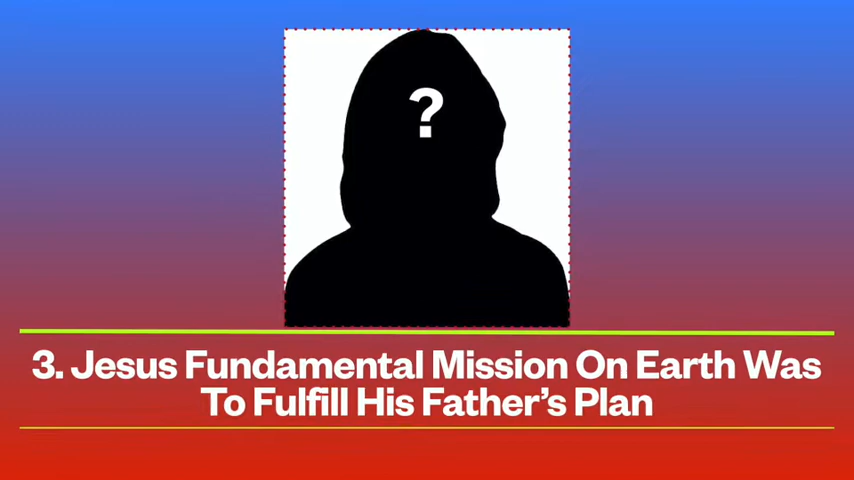 ?
3. Jesus Fundamental Mission On Earth Was
To Fulfill His Father's Plan